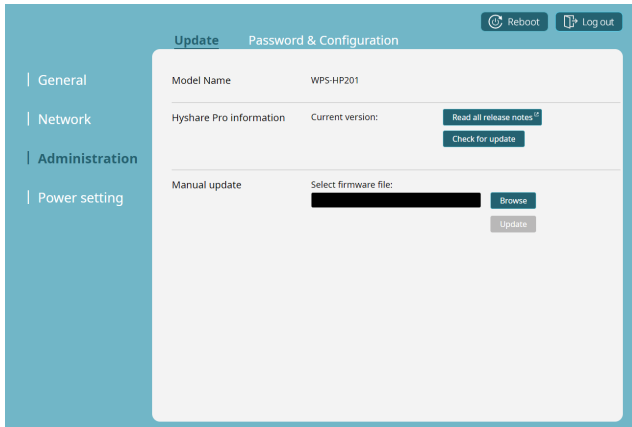 Reboot
Log out
Update
Password & Configuration
General
Network
Administration
Power setting
Model Name
WPS-HP201
Hyshare Pro information
Current version:
Read all release notes
Check for update
Manual update
Select firmware file:
Browse
Update